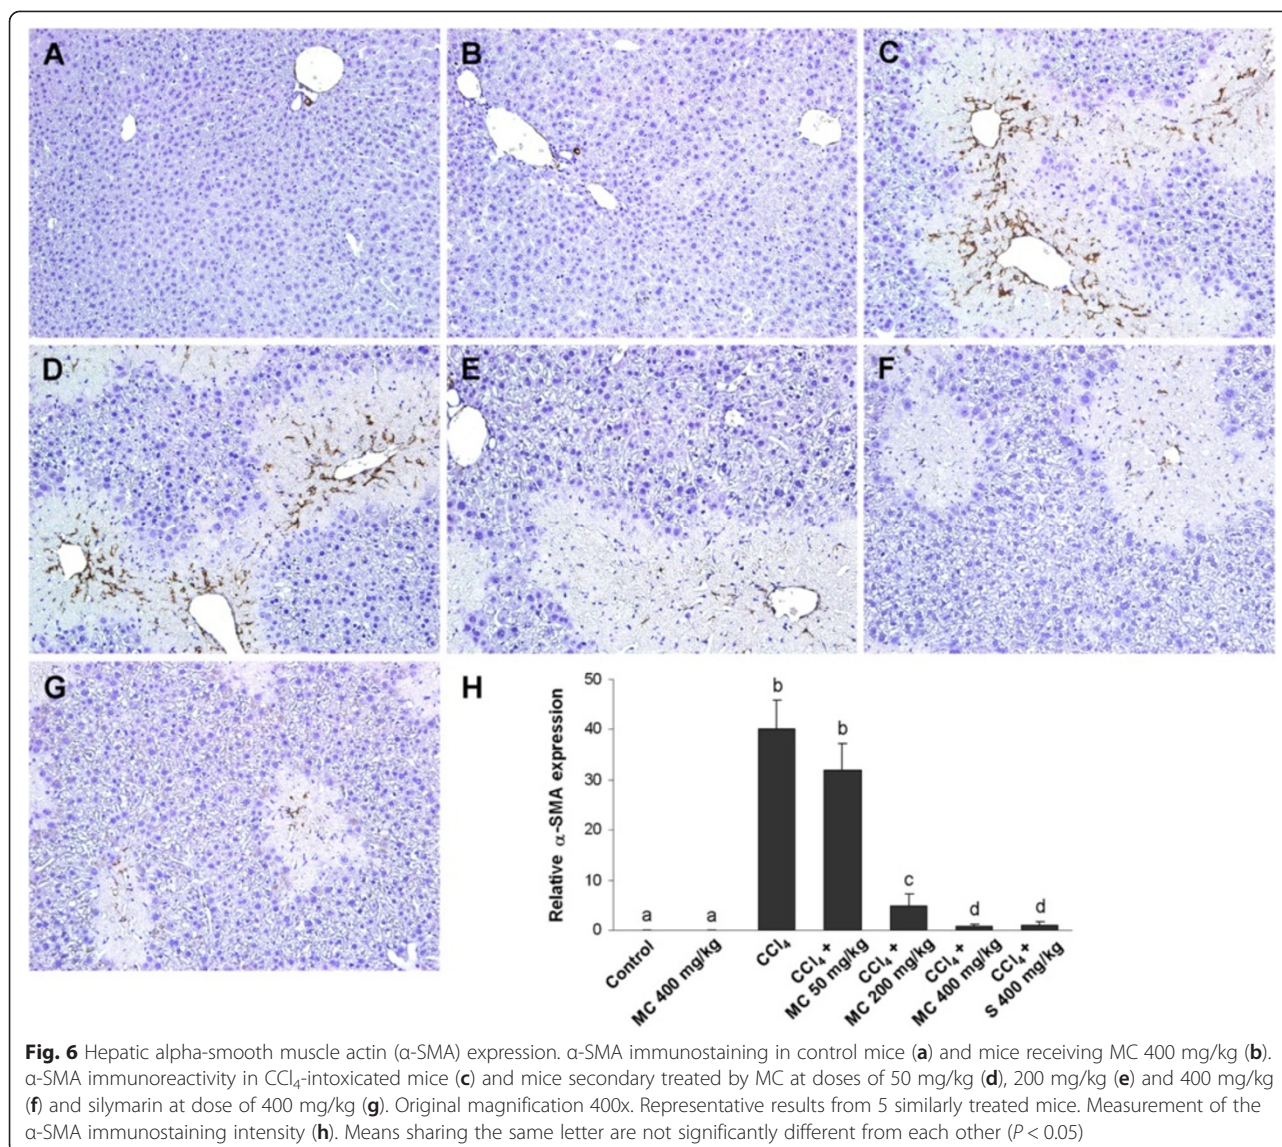 A
B
C
D
E
F
G
H
50
40
30
20
10
0
Relative α-SMA expression
a
a
b
b
c
d
d
Control
MC 400 mg/kg
CCl₄
CCl₄ +
MC 50 mg/kg
CCl₄ +
MC 200 mg/kg
CCl₄ +
MC 400 mg/kg
CCl₄ +
S 400 mg/kg
Fig. 6 Hepatic alpha-smooth muscle actin (α-SMA) expression. α-SMA immunostaining in control mice (a) and mice receiving MC 400 mg/kg (b).
α-SMA immunoreactivity in CCl₄-intoxicated mice (c) and mice secondary treated by MC at doses of 50 mg/kg (d), 200 mg/kg (e) and 400 mg/kg
(f) and silymarin at dose of 400 mg/kg (g). Original magnification 400x. Representative results from 5 similarly treated mice. Measurement of the
α-SMA immunostaining intensity (h). Means sharing the same letter are not significantly different from each other (P < 0.05)